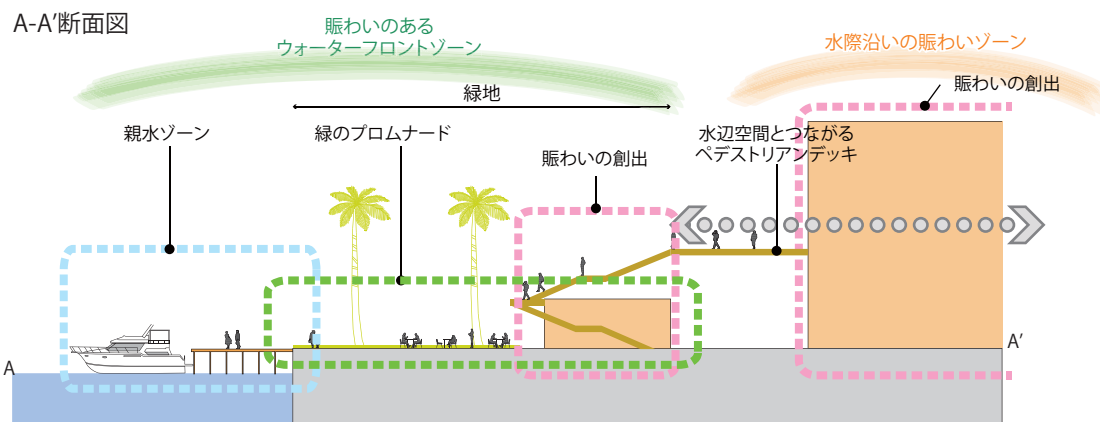 A-A’断面図
賑わいのある
ウォーターフロントゾーン
水際沿いの賑わいゾーン
緑地
賑わいの創出
親水ゾーン
緑のプロムナード
賑わいの創出
水辺空間とつながる
ペデストリアンデッキ
A
A’